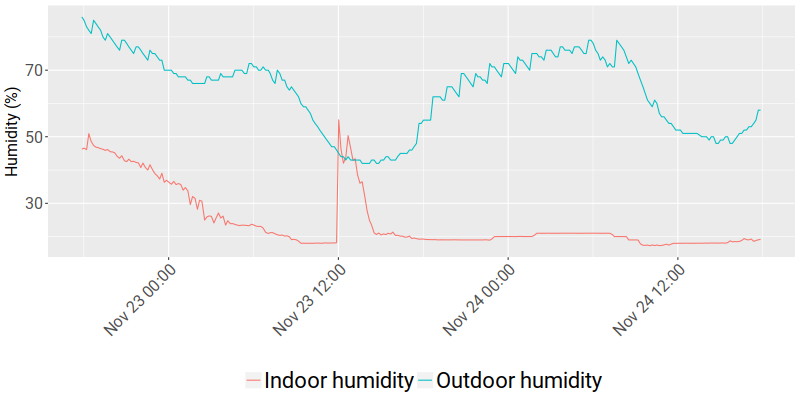 Humidity (%)
70
50
30
Nov 23 00:00
Nov 23 12:00
Nov 24 00:00
Nov 24 12:00
Indoor humidity
Outdoor humidity